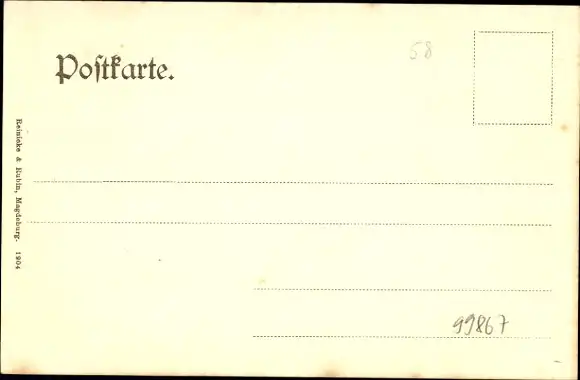 58
Poſtkarte.
Reinicke & Rubin, Magdeburg. 1904
99867